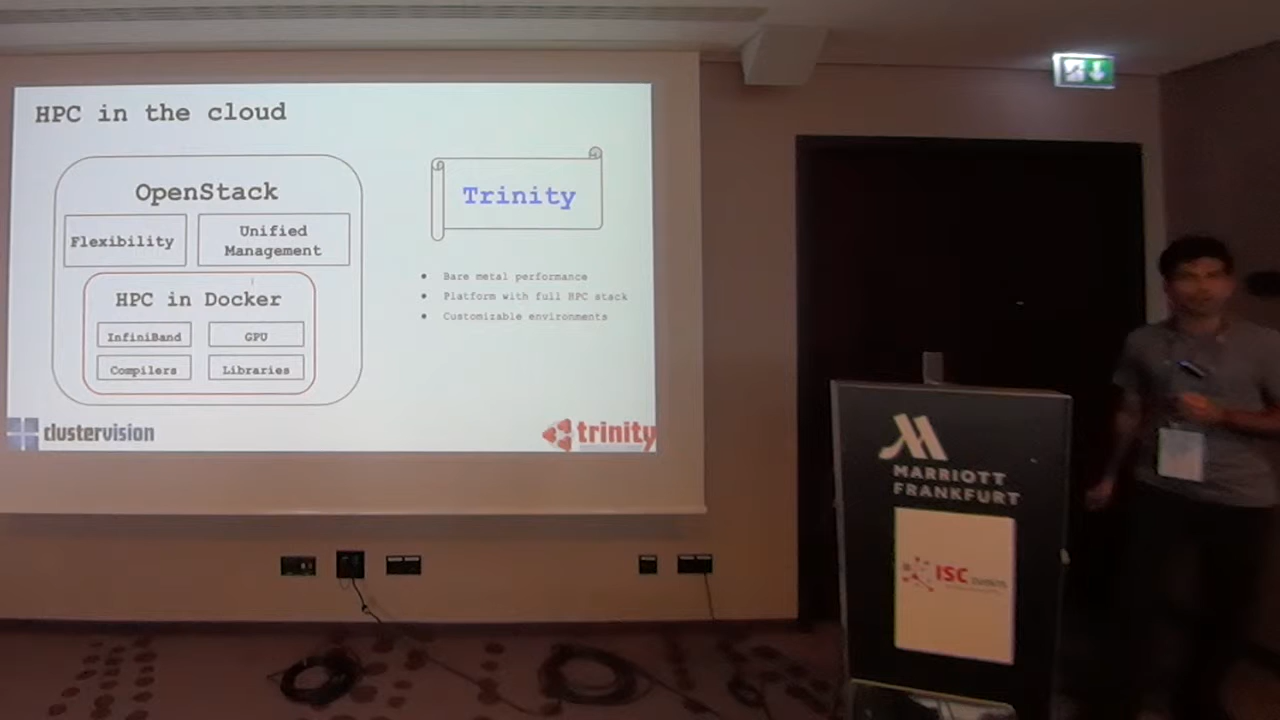 HPC in the cloud
OpenStack
Flexibility
Unified
Management
HPC in Docker
InfiniBand
GPU
Compilers
Libraries
Trinity
• Bare metal performance
• Platform with full HPC stack
• Customizable environments
clustervision
trinity
MARRIOTT
FRANKFURT
ISC